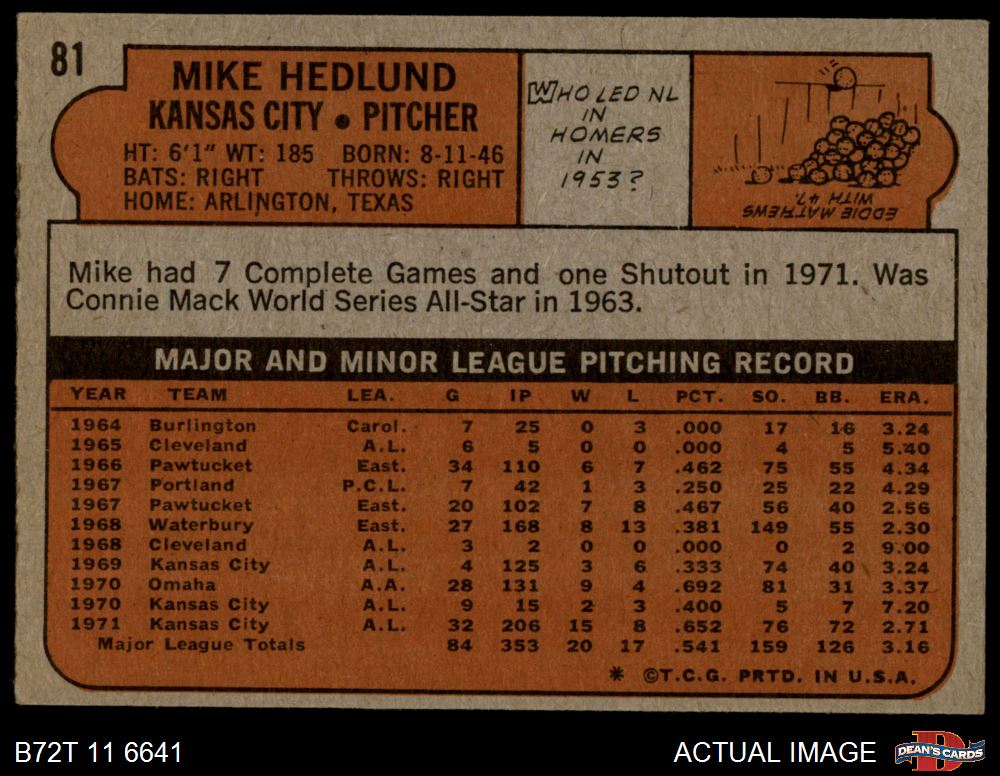 81
MIKE HEDLUND
KANSAS CITY • PITCHER
HT: 6'1" WT: 185 BORN: 8-11-46
BATS: RIGHT THROWS: RIGHT
HOME: ARLINGTON, TEXAS
WHO LED NL
IN
HOMERS
IN
1953?
EDDIE MATHEWS
WITH 47.
Mike had 7 Complete Games and one Shutout in 1971. Was
Connie Mack World Series All-Star in 1963.
MAJOR AND MINOR LEAGUE PITCHING RECORD
YEAR TEAM LEA. G IP W L PCT. SO. BB. ERA.
1964 Burlington Carol. 7 25 0 3 .000 17 16 3.24
1965 Cleveland A.L. 6 5 0 0 .000 4 5 5.40
1966 Pawtucket East. 34 110 6 7 .462 75 55 4.34
1967 Portland P.C.L. 7 42 1 3 .250 25 22 4.29
1967 Pawtucket East. 20 102 7 8 .467 56 40 2.56
1968 Waterbury East. 27 168 8 13 .381 149 55 2.30
1968 Cleveland A.L. 3 2 0 0 .000 0 2 9.00
1969 Kansas City A.L. 4 125 3 6 .333 74 40 3.24
1970 Omaha A.A. 28 131 9 4 .692 81 31 3.37
1970 Kansas City A.L. 9 15 2 3 .400 5 7 7.20
1971 Kansas City A.L. 32 206 15 8 .652 76 72 2.71
Major League Totals 84 353 20 17 .541 159 126 3.16
* ©T.C.G. PRTD. IN U.S.A.
B72T 11 6641
ACTUAL IMAGE
DEAN'S CARDS